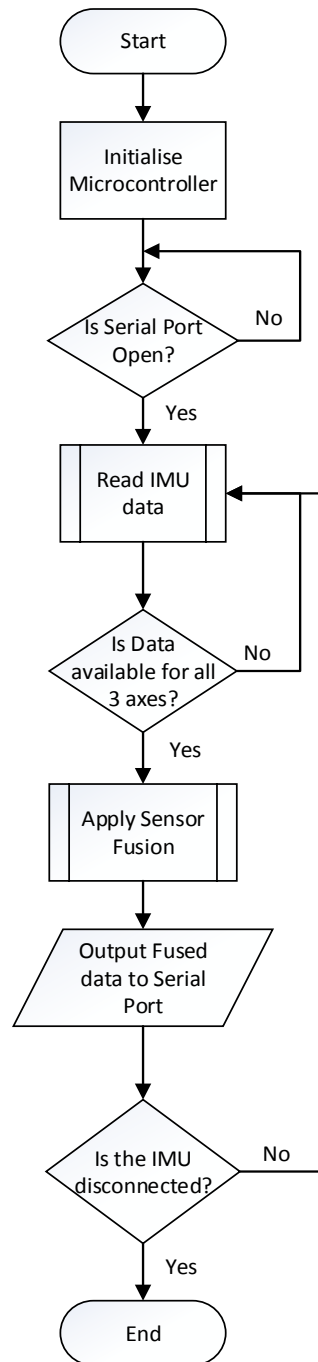 Start
Initialise
Microcontroller
Is Serial Port
Open?
No
Yes
Read IMU
data
Is Data
available for all
3 axes?
No
Yes
Apply Sensor
Fusion
Output Fused
data to Serial
Port
Is the IMU
disconnected?
No
Yes
End